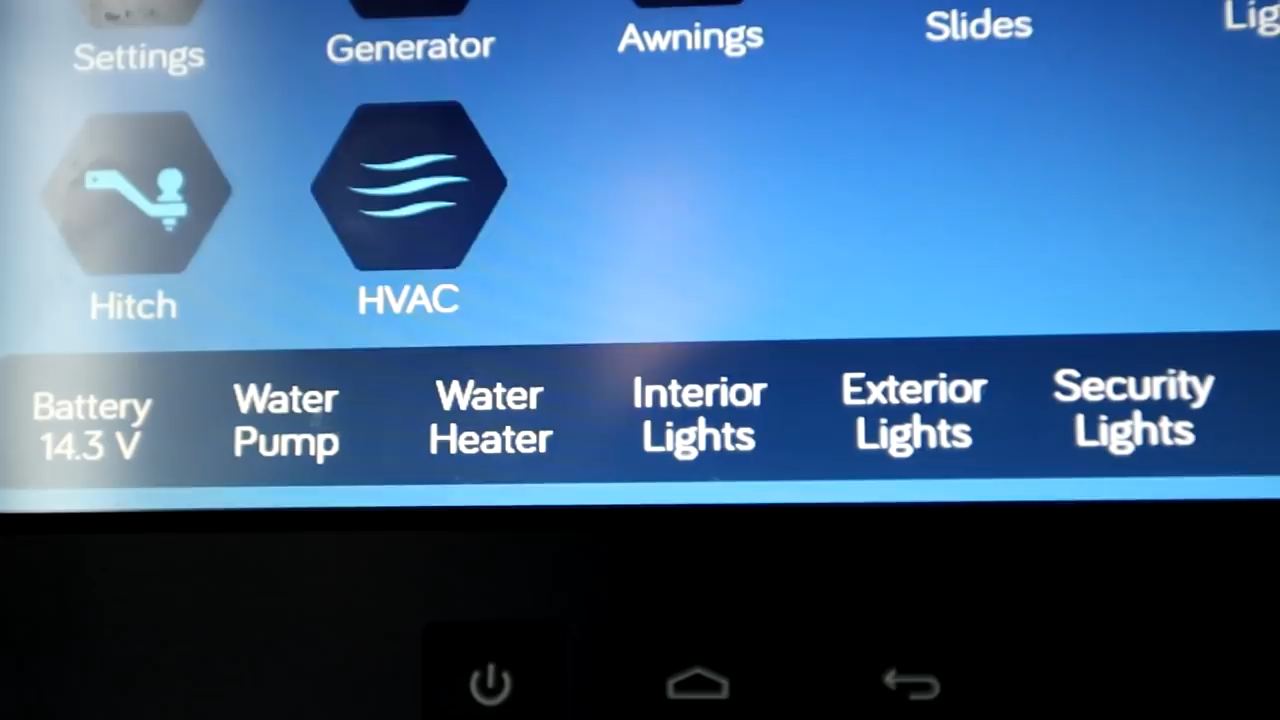 Settings
Generator
Awnings
Slides
Hitch
HVAC
Battery
14.3 V
Water
Pump
Water
Heater
Interior
Lights
Exterior
Lights
Security
Lights